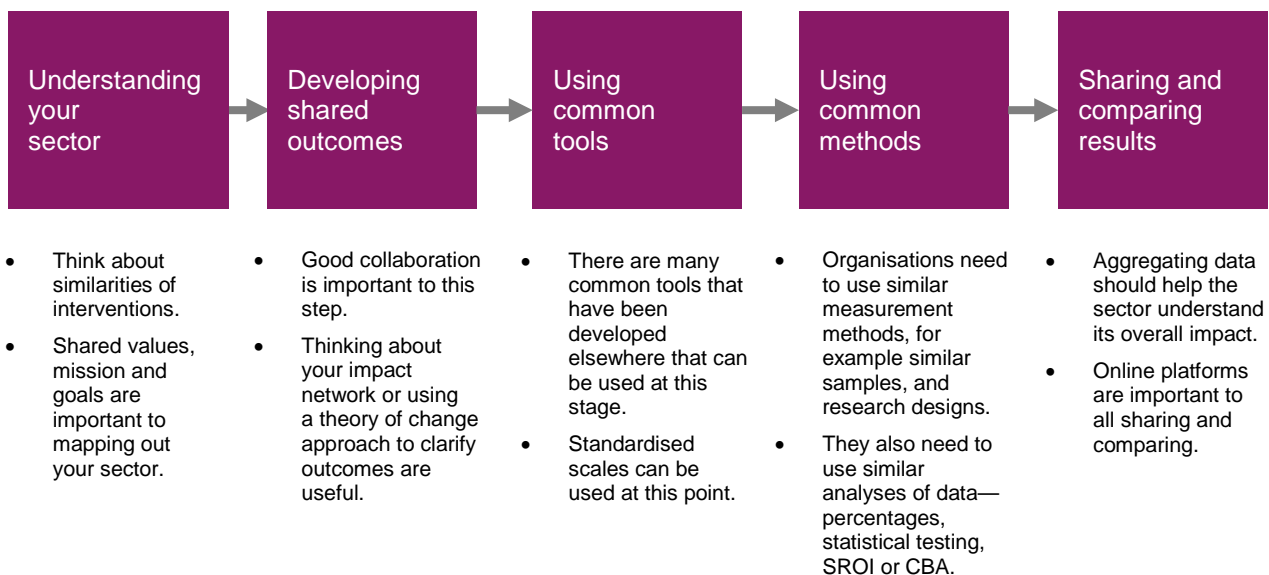 Understanding
your
sector
Developing
shared
outcomes
Using
common
tools
Using
common
methods
Sharing and
comparing
results
• Think about
similarities of
interventions.
• Shared values,
mission and
goals are
important to
mapping out
your sector.
• Good collaboration
is important to this
step.
• Thinking about
your impact
network or using
a theory of change
approach to clarify
outcomes are
useful.
• There are many
common tools that
have been
developed
elsewhere that can
be used at this
stage.
• Standardised
scales can be
used at this point.
• Organisations need
to use similar
measurement
methods, for
example similar
samples, and
research designs.
• They also need to
use similar
analyses of data—
percentages,
statistical testing,
SROI or CBA.
• Aggregating data
should help the
sector understand
its overall impact.
• Online platforms
are important to
all sharing and
comparing.